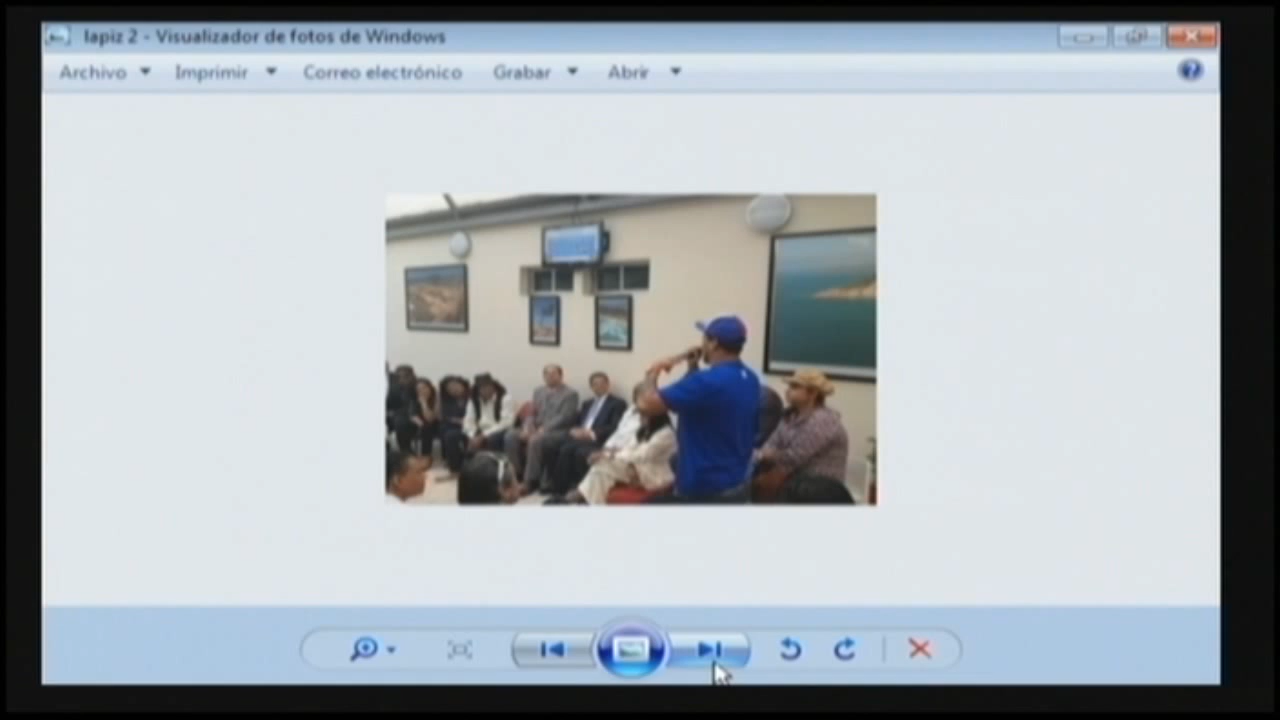 lapiz 2 - Visualizador de fotos de Windows
Archivo Imprimir Correo electrónico Grabar Abrir